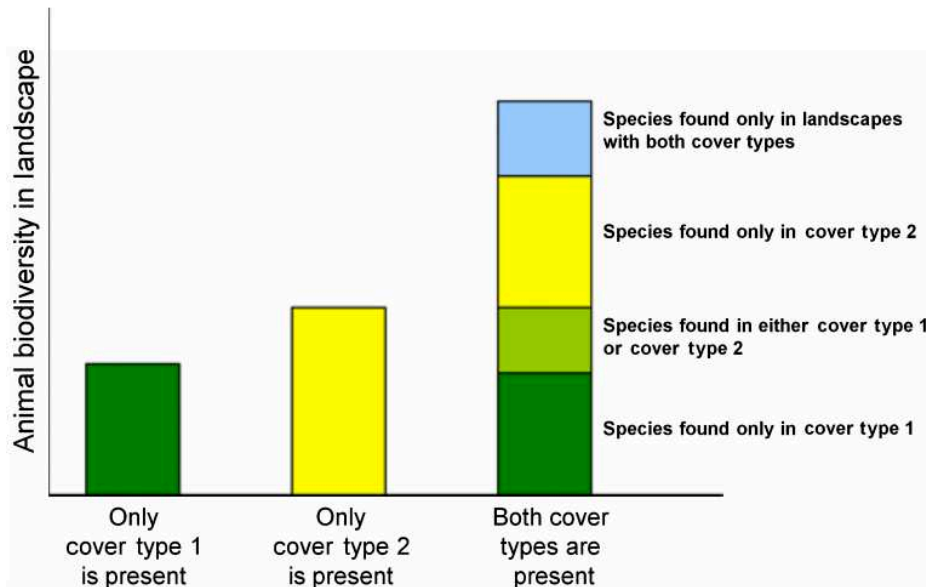 Animal biodiversity in landscape
Species found only in landscapes
with both cover types
Species found only in cover type 2
Species found in either cover type 1
or cover type 2
Species found only in cover type 1
Only
cover type 1
is present
Only
cover type 2
is present
Both cover
types are
present